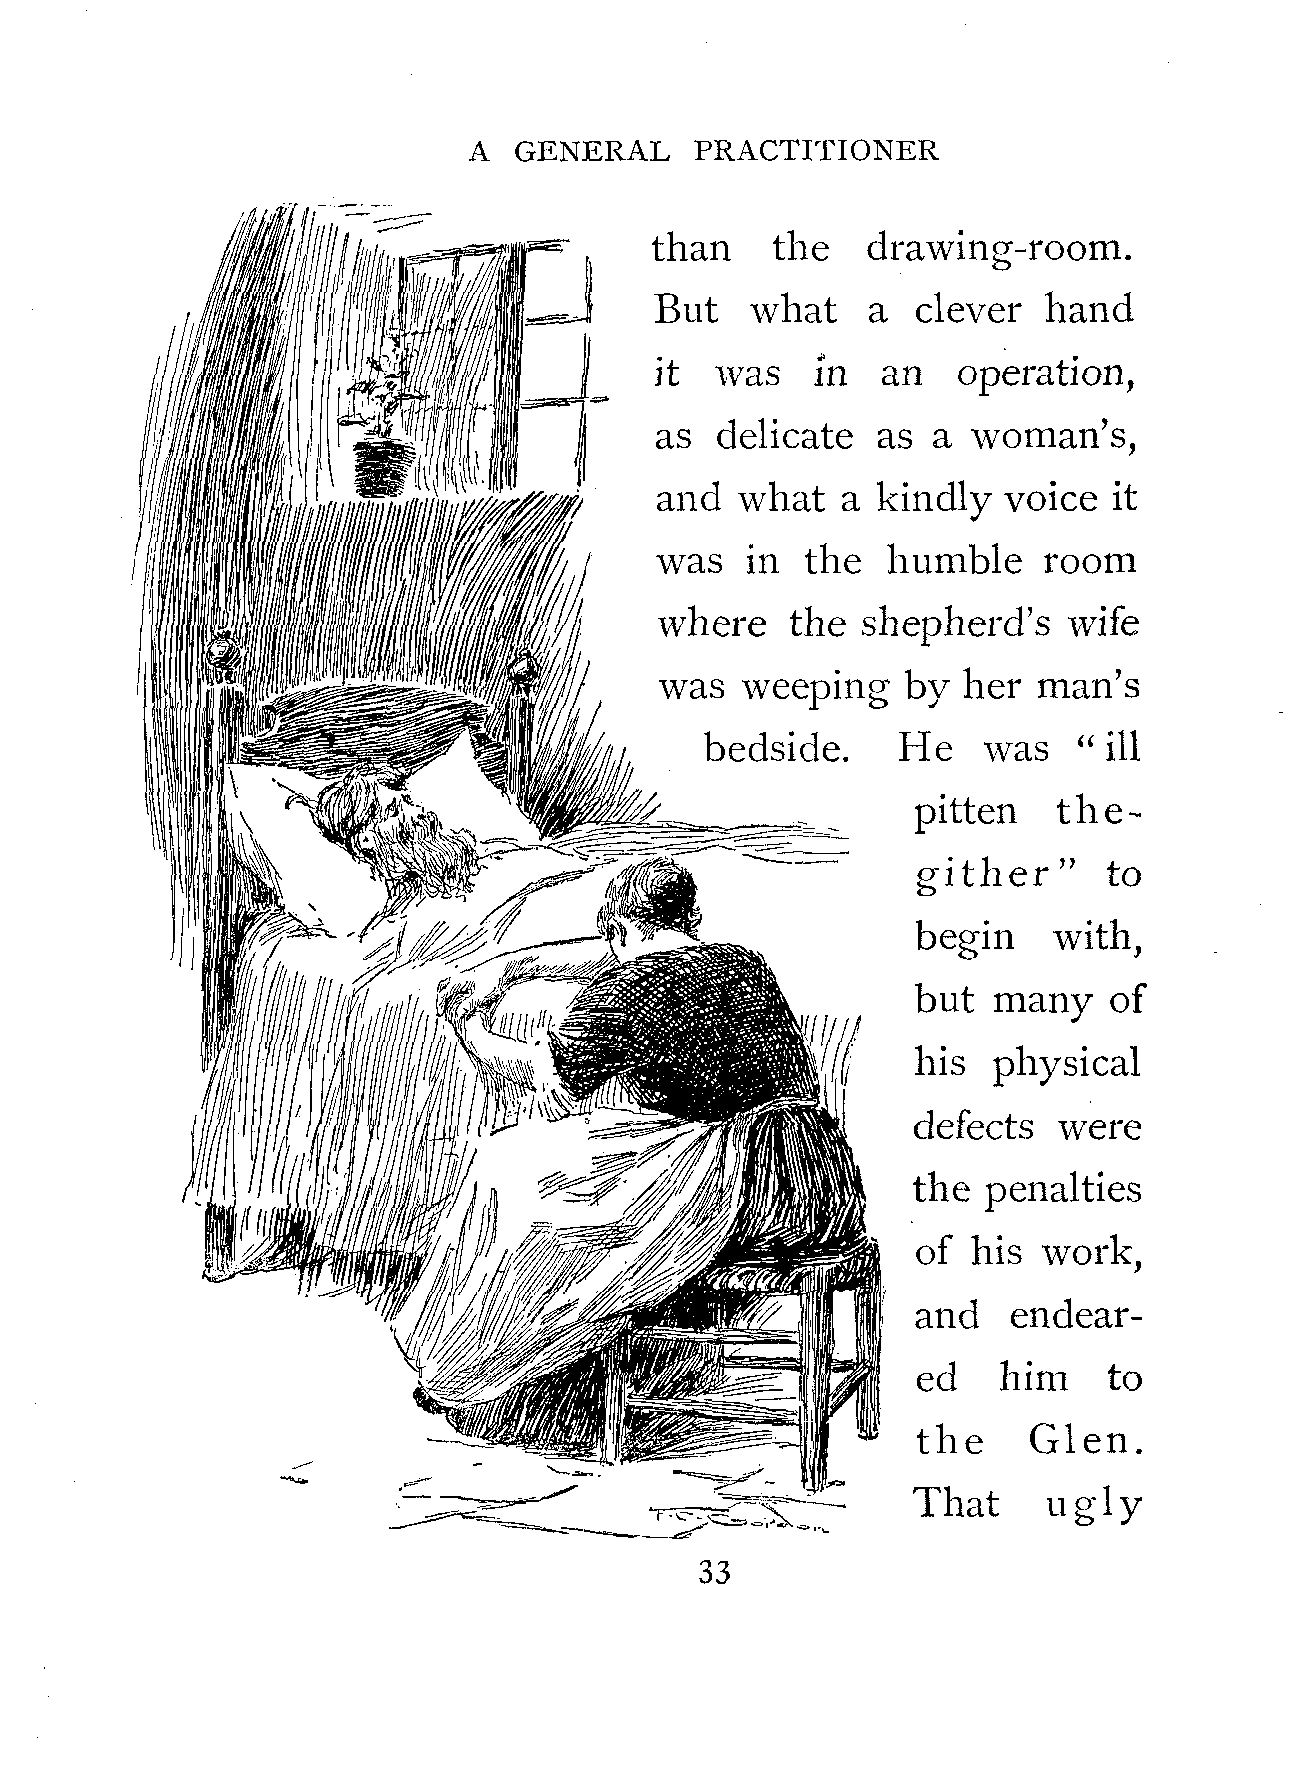 A GENERAL PRACTITIONER
than the drawing-room.
But what a clever hand
it was in an operation,
as delicate as a woman's,
and what a kindly voice it
was in the humble room
where the shepherd's wife
was weeping by her man's
bedside. He was “ ill
pitten the-
gither” to
begin with,
but many of
his physical
defects were
the penalties
of his work,
and endear-
ed him to
the Glen.
That ugly
33